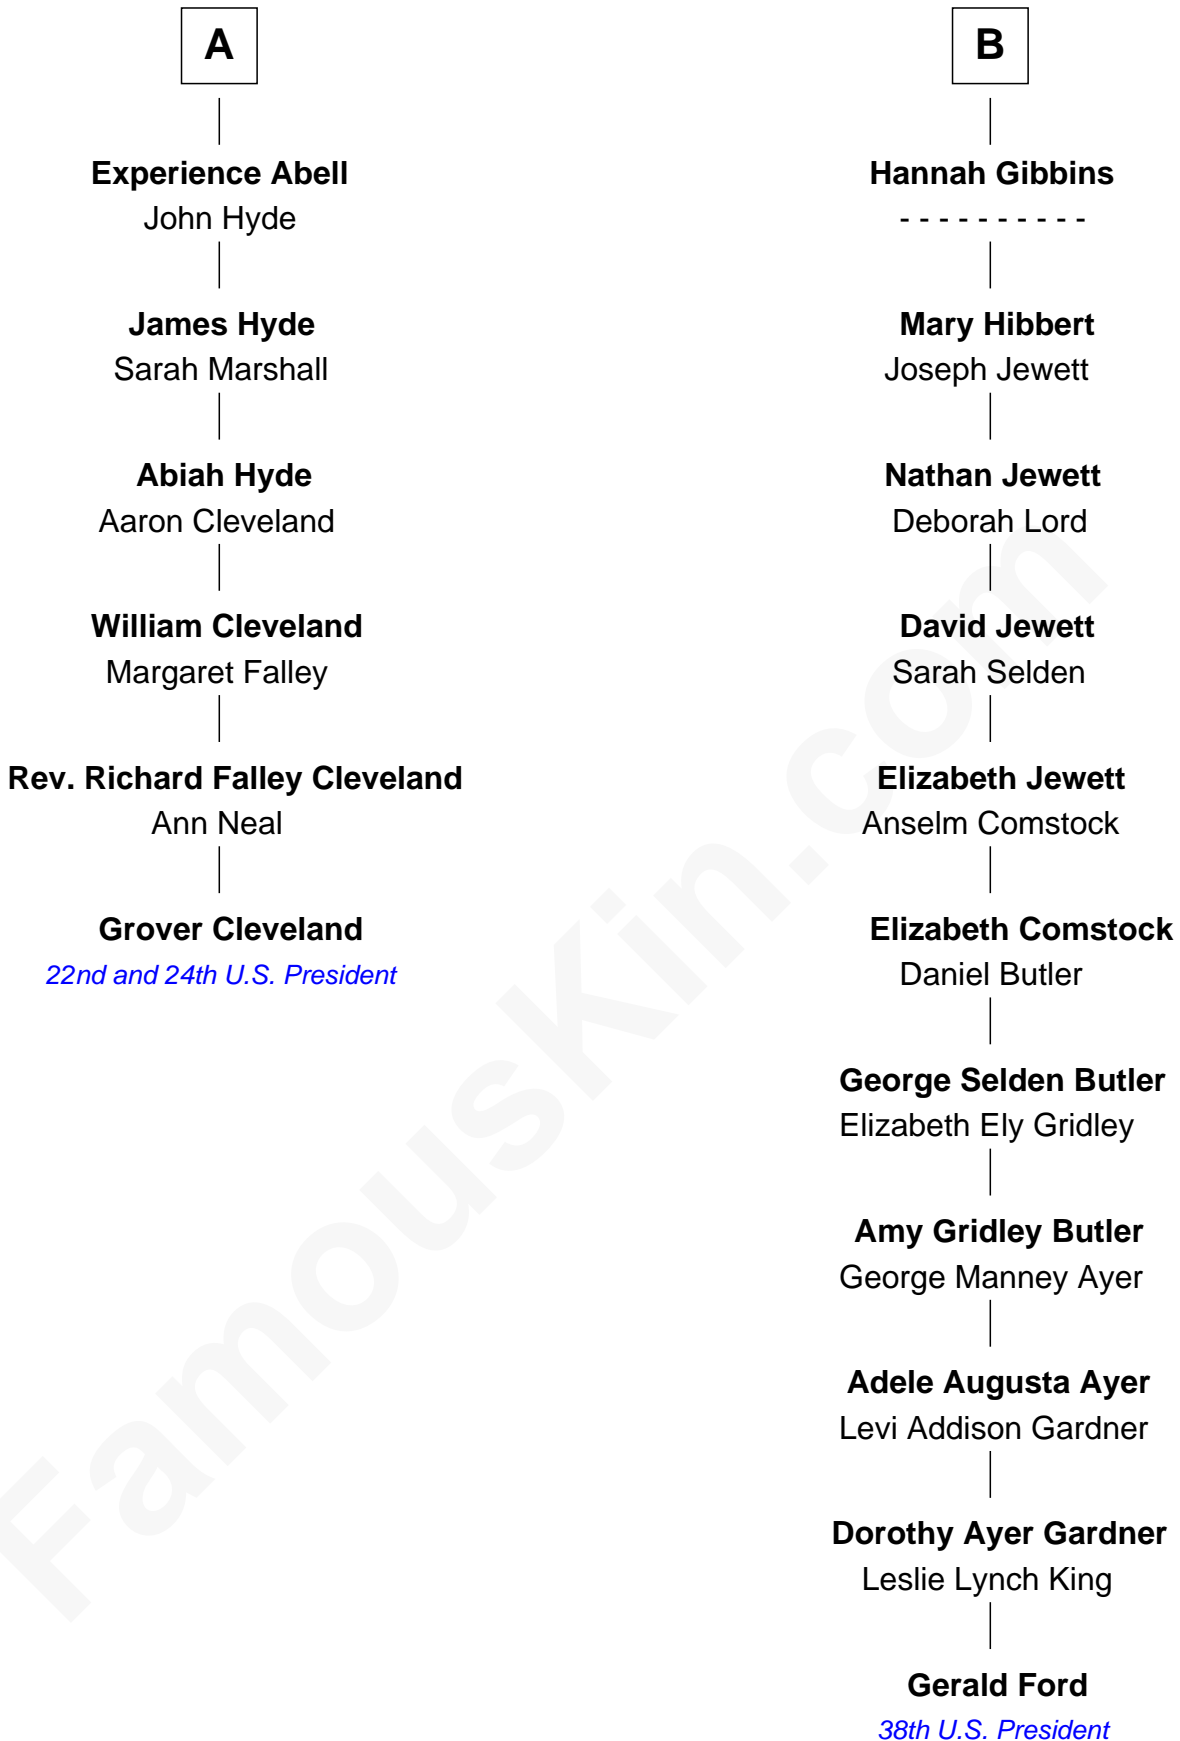 A
Experience Abell
John Hyde
James Hyde
Sarah Marshall
Abiah Hyde
Aaron Cleveland
William Cleveland
Margaret Falley
Rev. Richard Falley Cleveland
Ann Neal
Grover Cleveland
22nd and 24th U.S. President
B
Hannah Gibbins
- - - - - - - - - -
Mary Hibbert
Joseph Jewett
Nathan Jewett
Deborah Lord
David Jewett
Sarah Selden
Elizabeth Jewett
Anselm Comstock
Elizabeth Comstock
Daniel Butler
George Selden Butler
Elizabeth Ely Gridley
Amy Gridley Butler
George Manney Ayer
Adele Augusta Ayer
Levi Addison Gardner
Dorothy Ayer Gardner
Leslie Lynch King
Gerald Ford
38th U.S. President
FamousKin.com